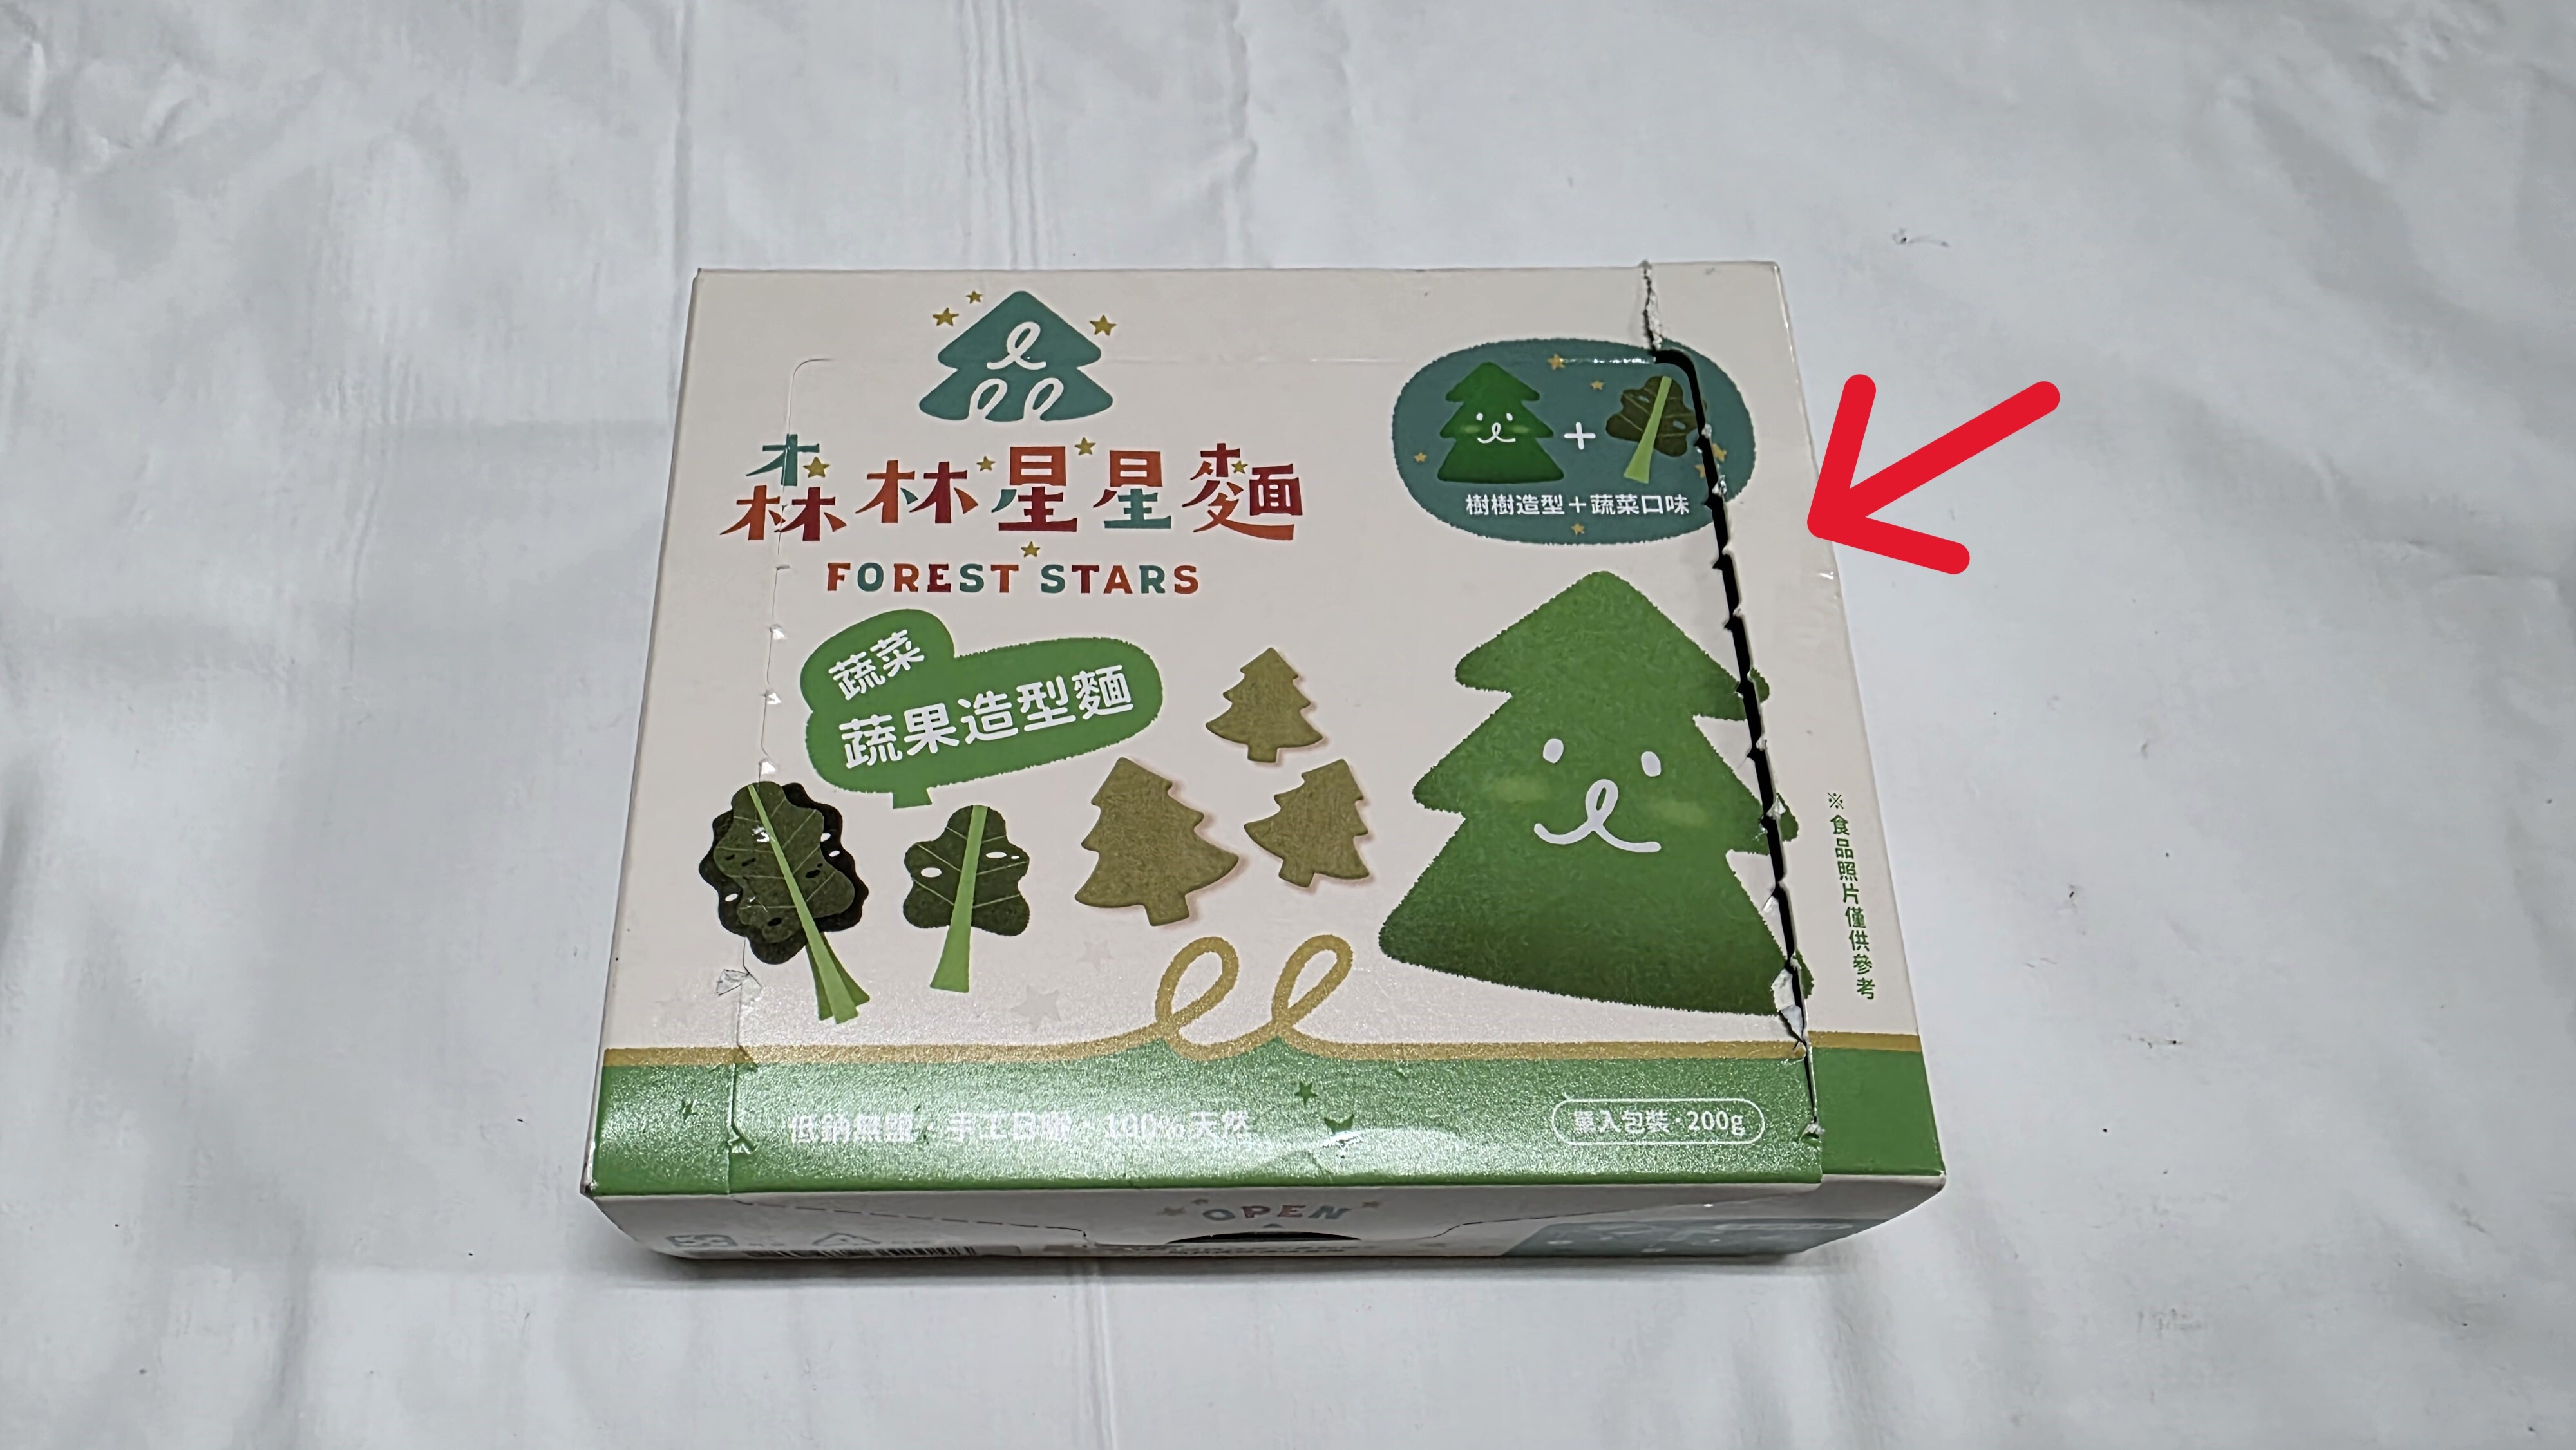 森林星星麵
FOREST STARS
樹樹造型+蔬菜口味
蔬菜
蔬果造型麵
※食品照片僅供參考
低鈉無鹽·手工日曬·100%天然
單入包裝·200g
OPEN